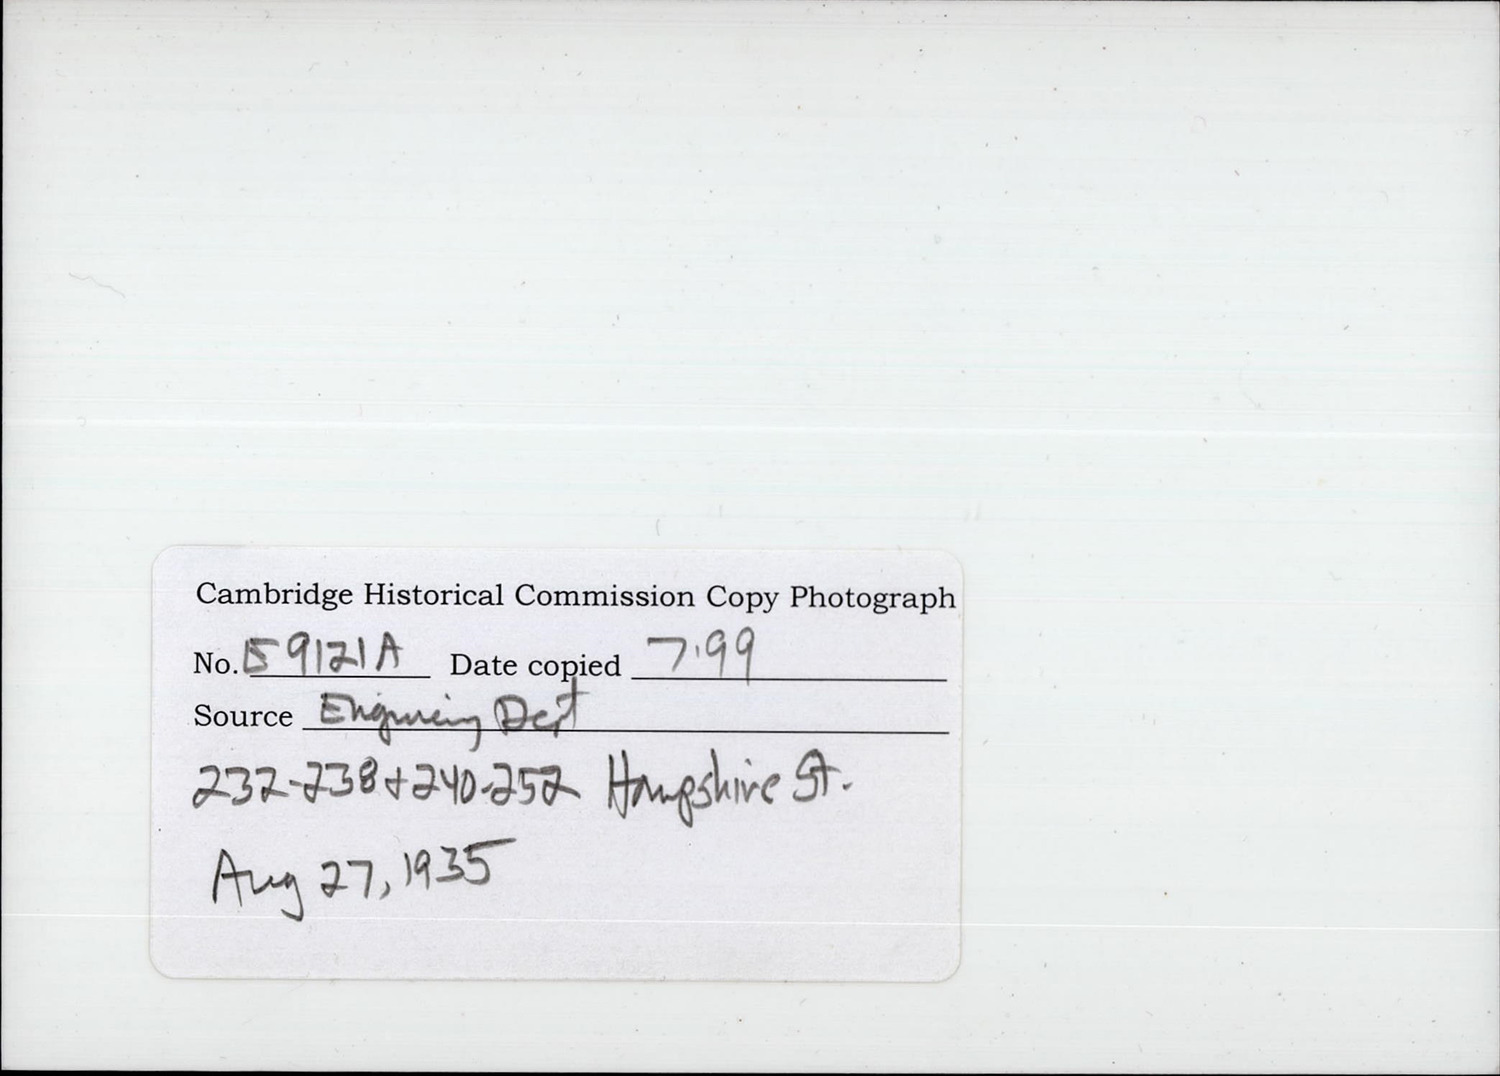 Cambridge Historical Commission Copy Photograph
No. 59121A Date copied 7.99
Source Engineering Dept
232-238 + 240-252 Hampshire St.
Aug 27, 1935